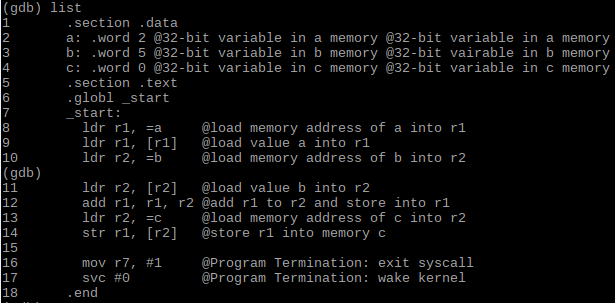 (gdb) list
1 .section .data
2 a: .word 2 @32-bit variable in a memory @32-bit variable in a memory
3 b: .word 5 @32-bit variable in b memory @32-bit vairable in b memory
4 c: .word 0 @32-bit variable in c memory @32-bit variable in c memory
5 .section .text
6 .globl _start
7 _start:
8 ldr r1, =a @load memory address of a into r1
9 ldr r1, [r1] @load value a into r1
10 ldr r2, =b @load memory address of b into r2
(gdb)
11 ldr r2, [r2] @load value b into r2
12 add r1, r1, r2 @add r1 to r2 and store into r1
13 ldr r2, =c @load memory address of c into r2
14 str r1, [r2] @store r1 into memory c
15
16 mov r7, #1 @Program Termination: exit syscall
17 svc #0 @Program Termination: wake kernel
18 .end